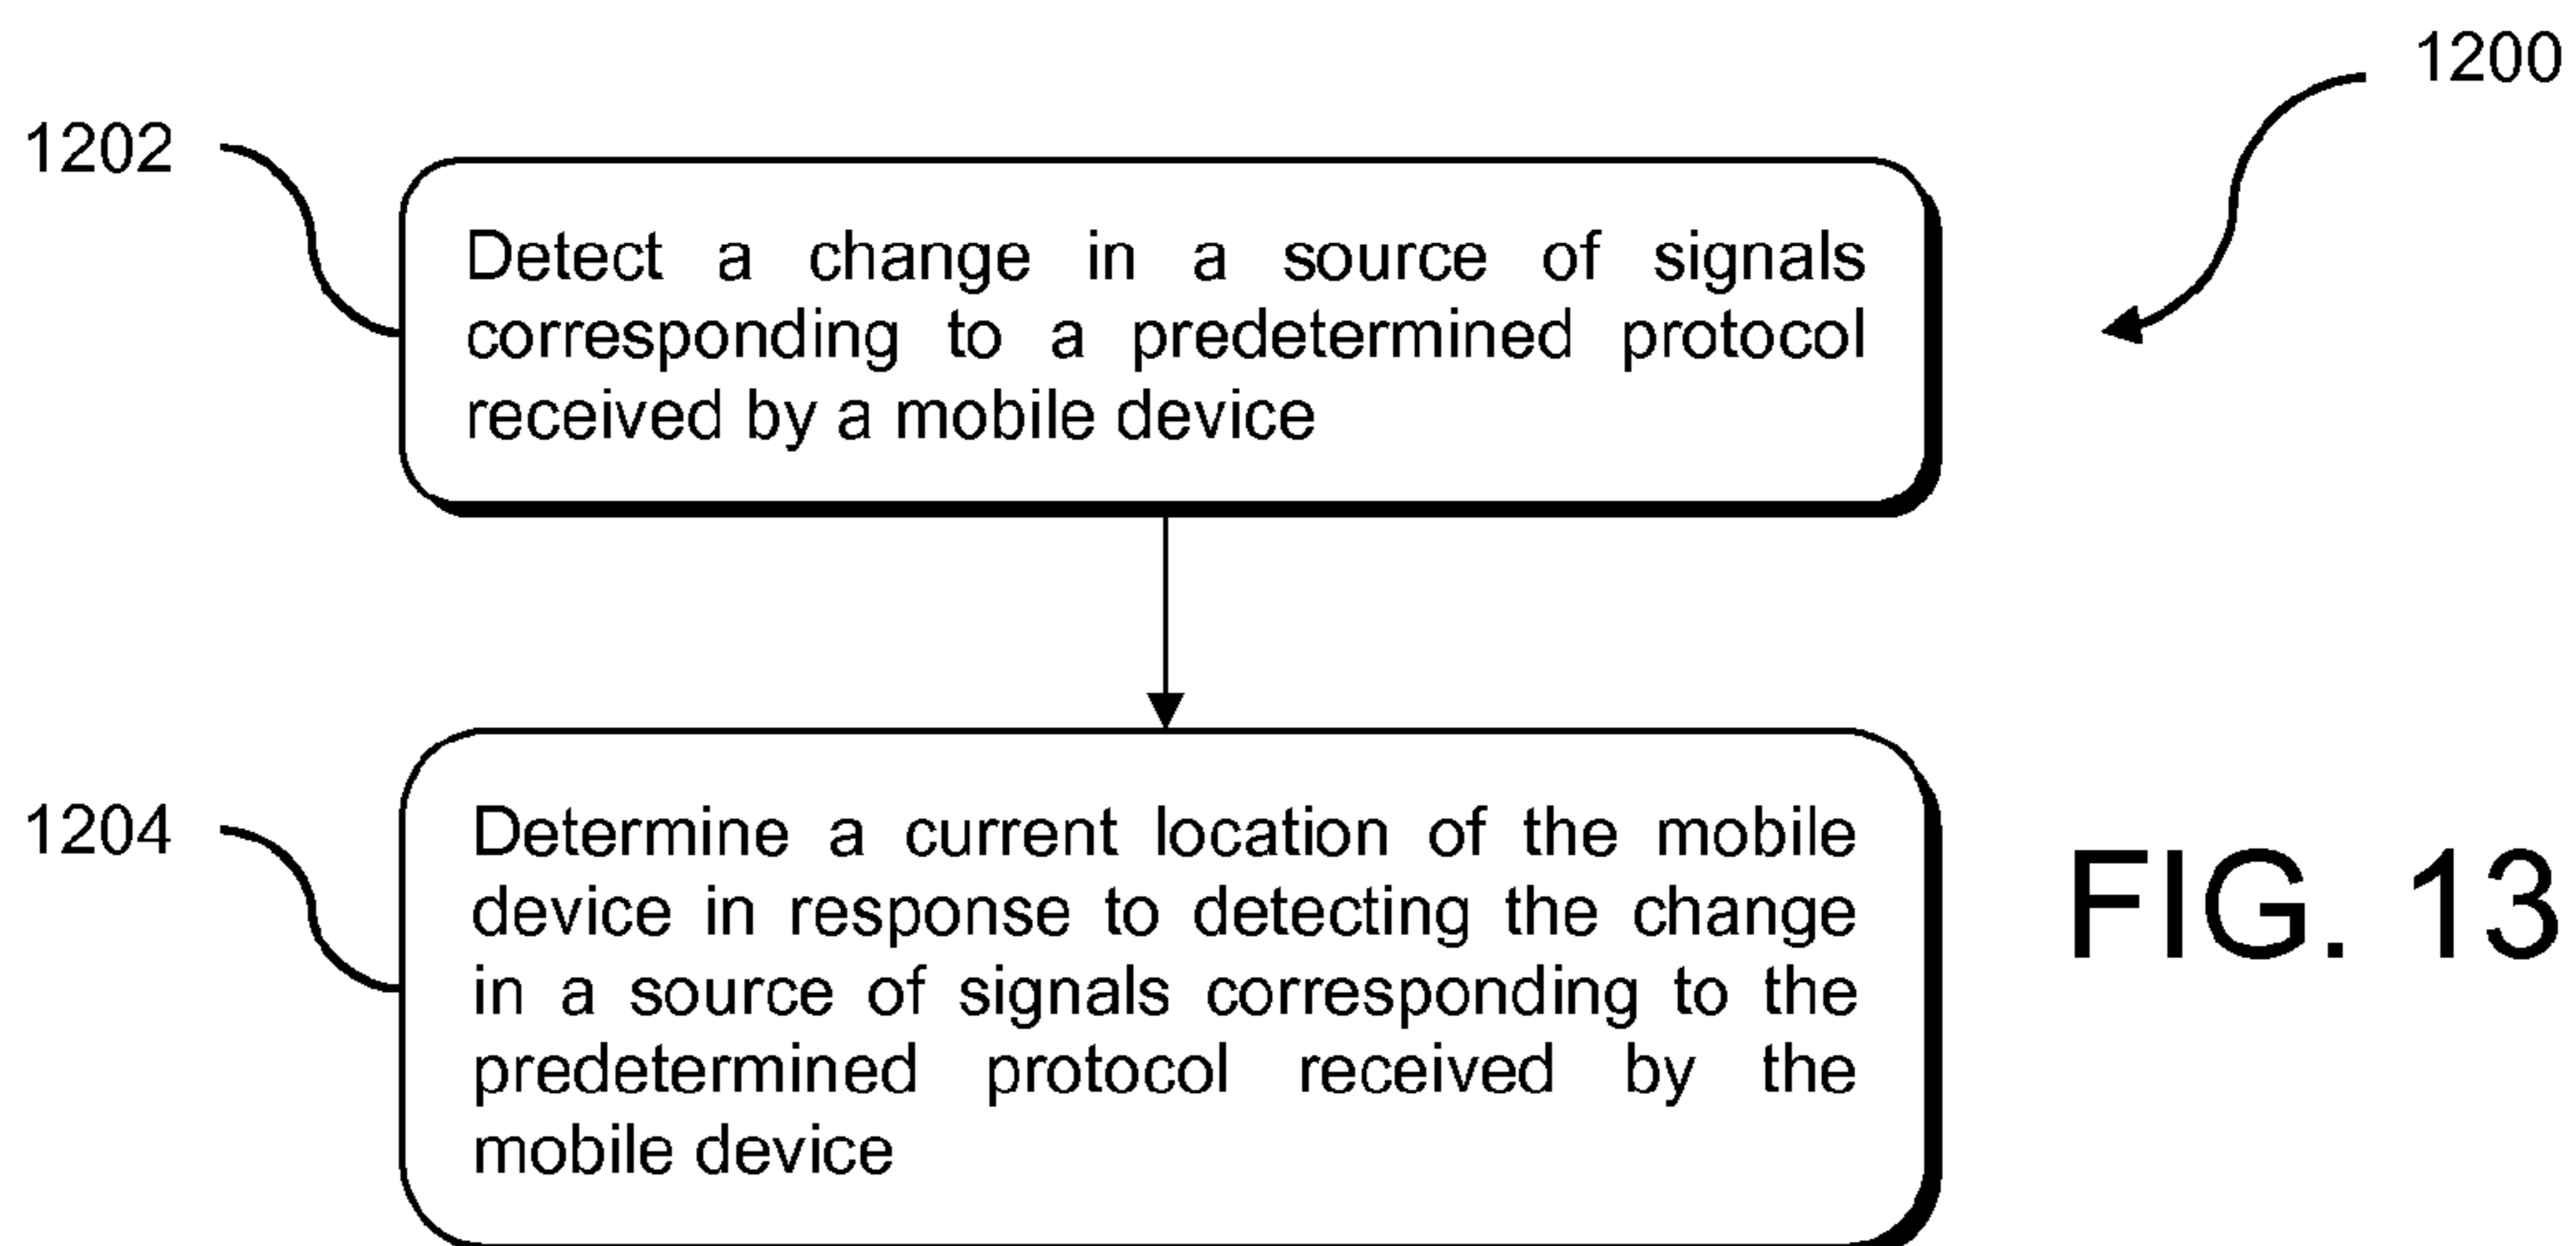 1200
1202
Detect a change in a source of signals
corresponding to a predetermined protocol
received by a mobile device
1204
Determine a current location of the mobile
device in response to detecting the change
in a source of signals corresponding to the
predetermined protocol received by the
mobile device
FIG. 13